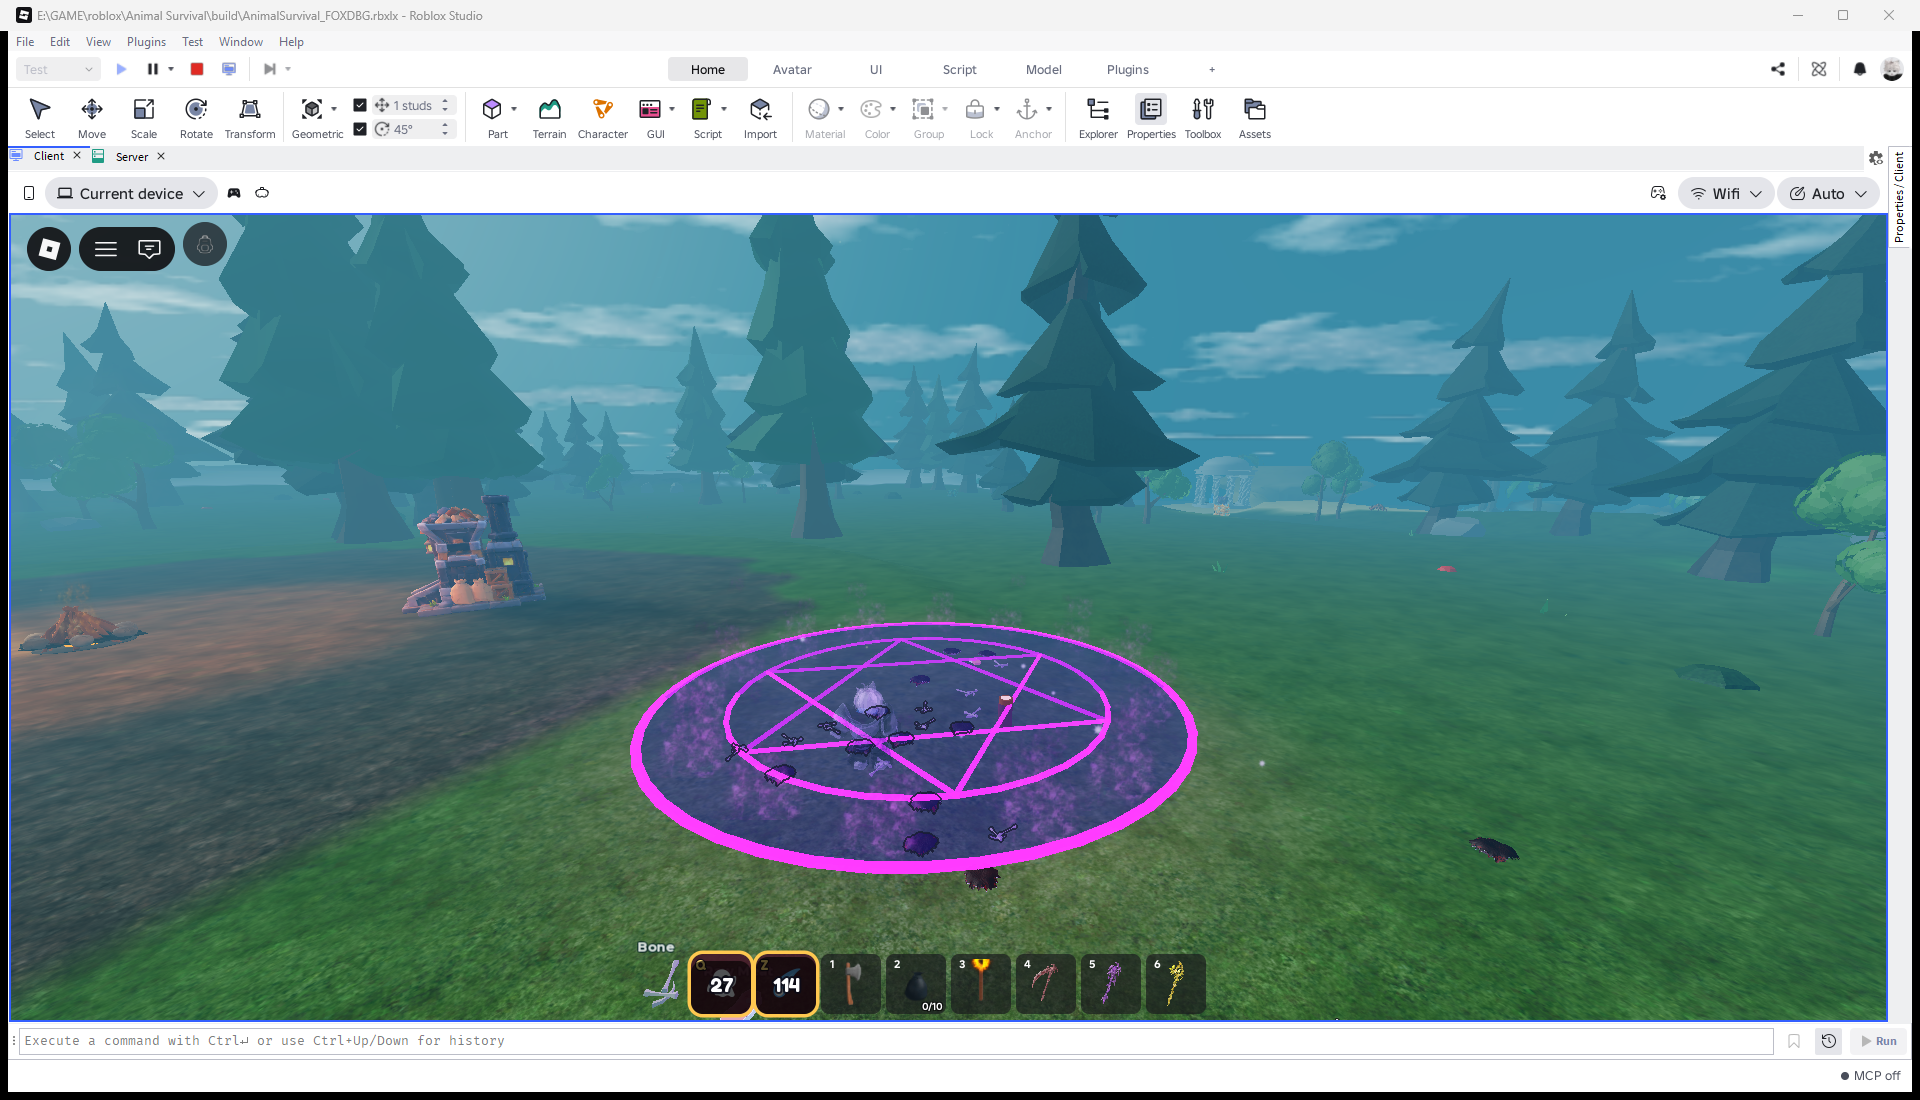 E:\GAME\roblox\Animal Survival\build\AnimalSurvival_FOXDBG.rbxlx - Roblox Studio
File Edit View Plugins Test Window Help
Test
Home Avatar UI Script Model Plugins +
1 studs
45°
Select Move Scale Rotate Transform Geometric Part Terrain Character GUI Script Import Material Color Group Lock Anchor Explorer Properties Toolbox Assets
Client Server
Properties / Client
Current device
Wifi
Auto
Bone
Q
27
Z
114
1
2
0/10
3
4
5
6
Execute a command with Ctrl↵ or use Ctrl+Up/Down for history
Run
MCP off